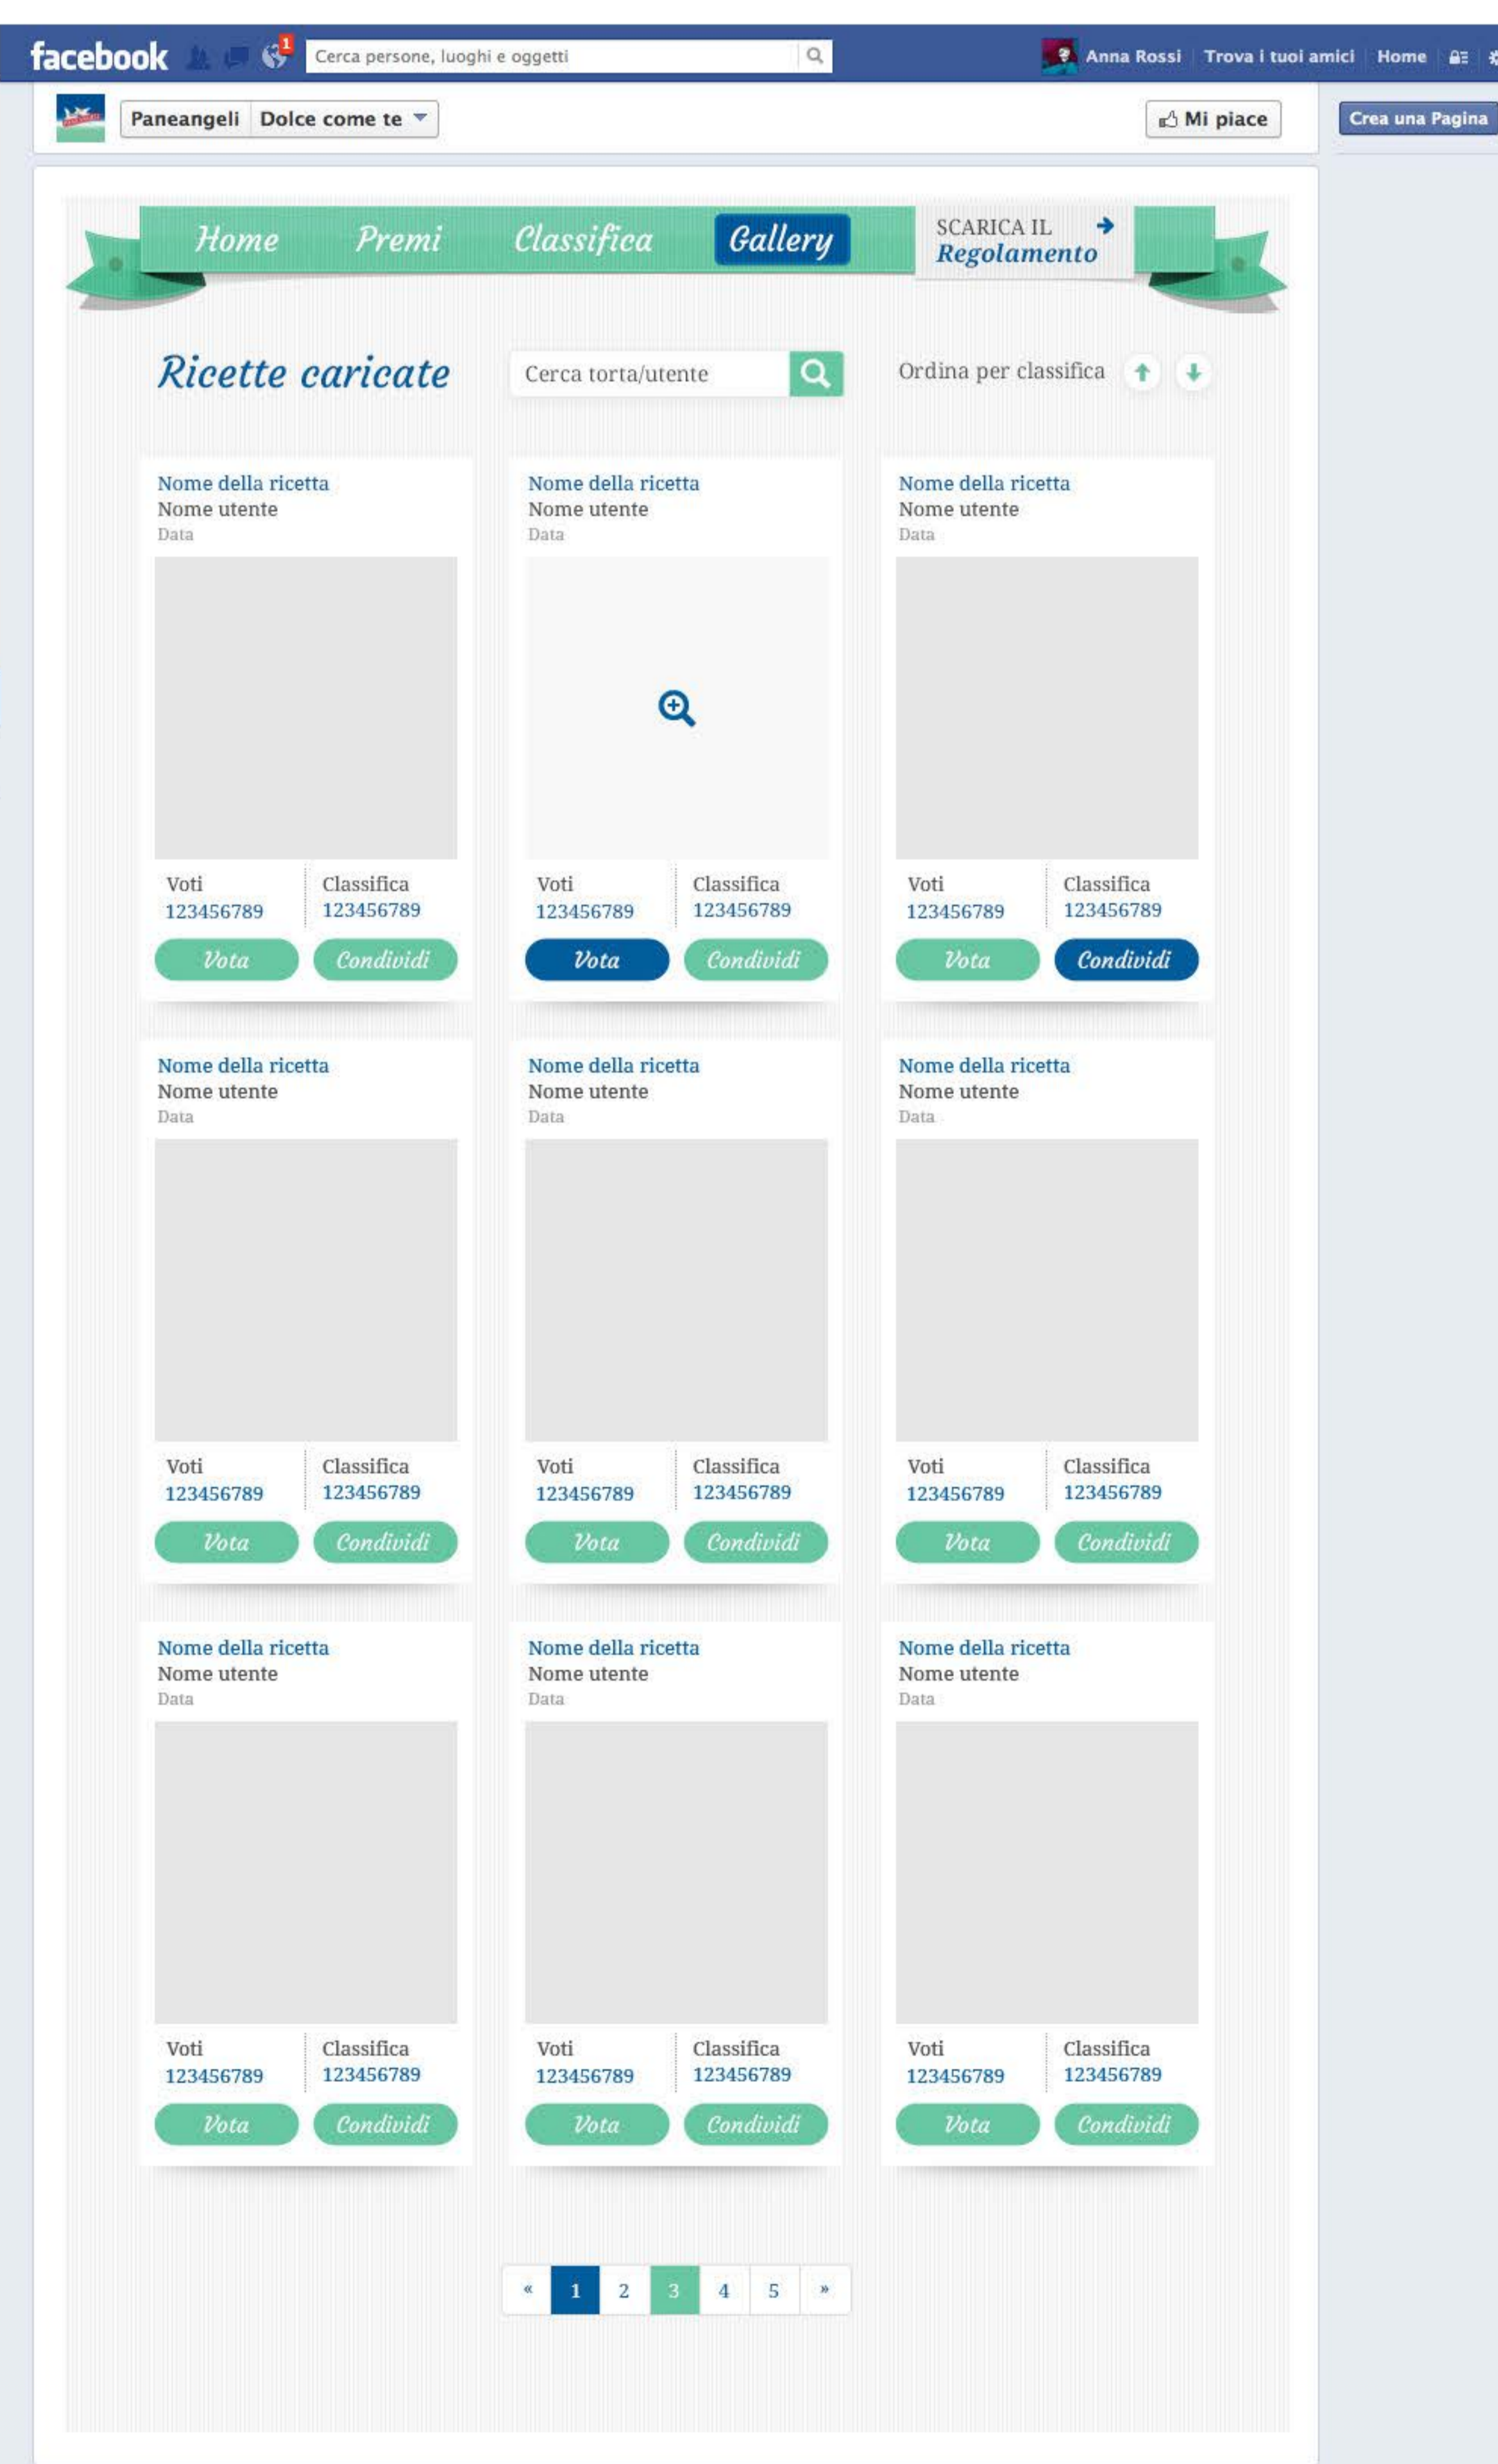 facebook 1 Cerca persone, luoghi e oggetti Anna Rossi Trova i tuoi amici Home
Paneangeli Dolce come te Mi piace Crea una Pagina
Home Premi Classifica Gallery SCARICA IL
Regolamento
Ricette caricate Cerca torta/utente Ordina per classifica
Nome della ricetta Nome della ricetta Nome della ricetta
Nome utente Nome utente Nome utente
Data Data Data
Voti Classifica Voti Classifica Voti Classifica
123456789 123456789 123456789 123456789 123456789 123456789
Vota Condividi Vota Condividi Vota Condividi
Nome della ricetta Nome della ricetta Nome della ricetta
Nome utente Nome utente Nome utente
Data Data Data
Voti Classifica Voti Classifica Voti Classifica
123456789 123456789 123456789 123456789 123456789 123456789
Vota Condividi Vota Condividi Vota Condividi
Nome della ricetta Nome della ricetta Nome della ricetta
Nome utente Nome utente Nome utente
Data Data Data
Voti Classifica Voti Classifica Voti Classifica
123456789 123456789 123456789 123456789 123456789 123456789
Vota Condividi Vota Condividi Vota Condividi
« 1 2 3 4 5 »